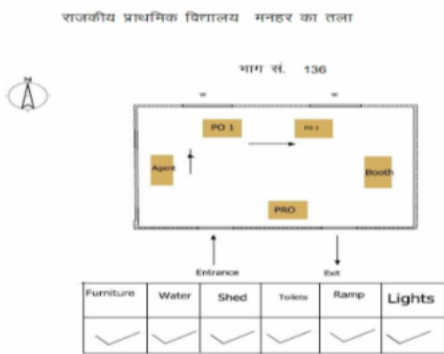 राजकीय प्राथमिक विद्यालय मनहर का तला
भाग सं. 136
N
W W
PO 1 PO 2
Agent Booth
PRO
Entrance Exit
Furniture Water Shed Toilets Ramp Lights